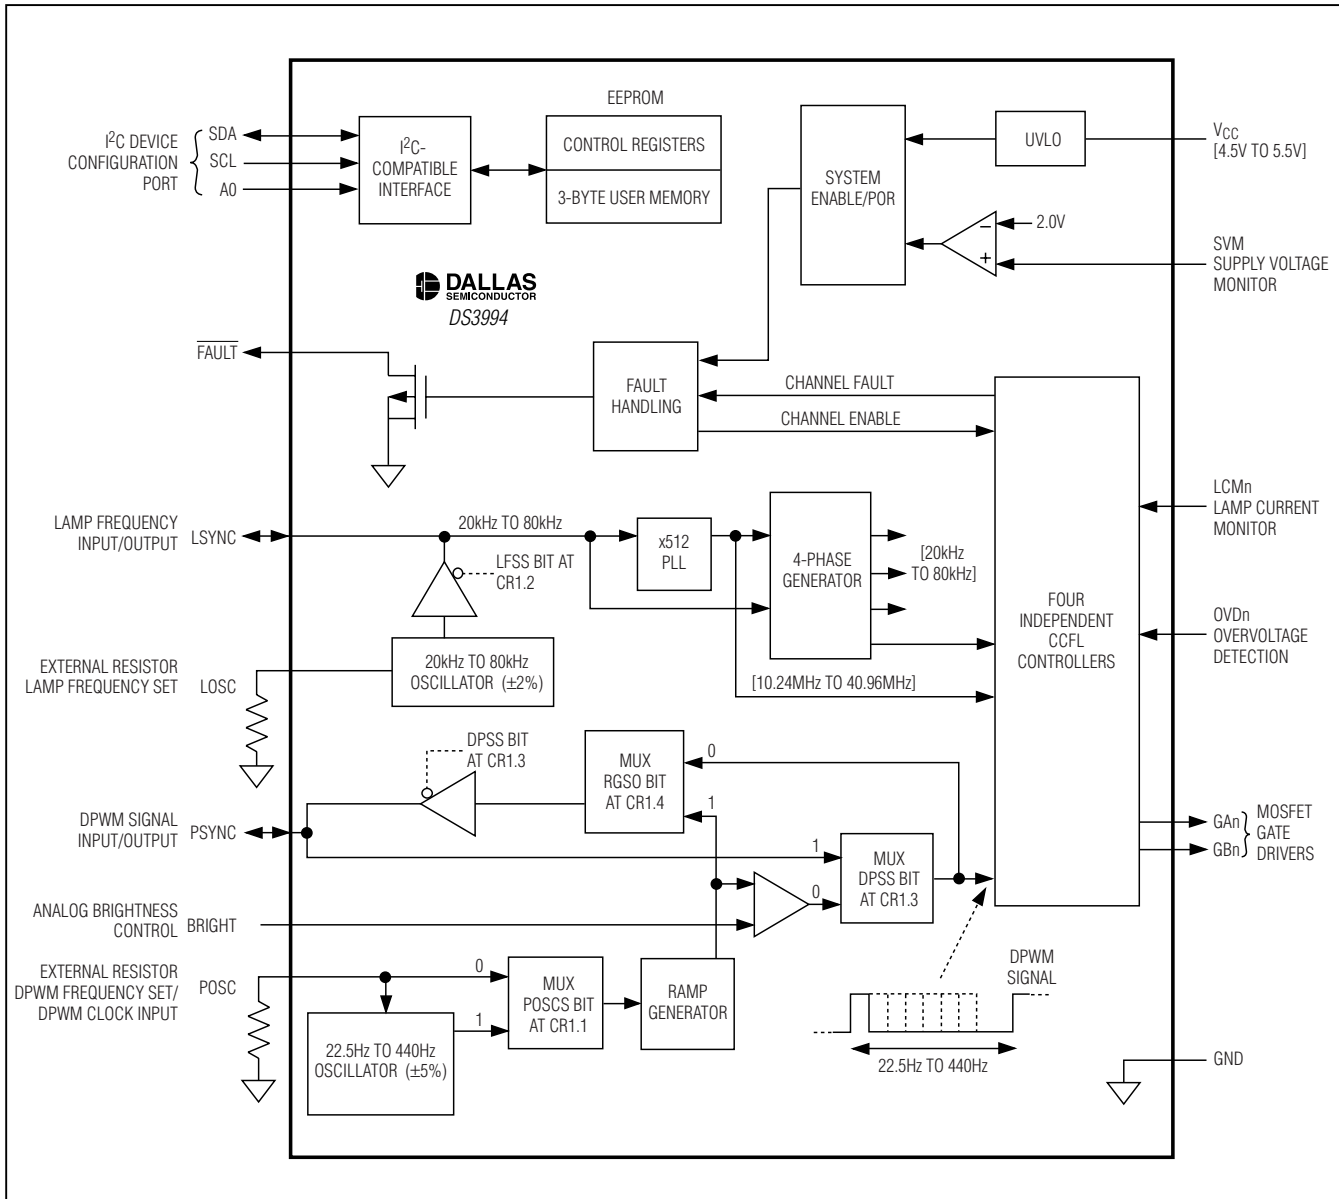 EEPROM
I²C DEVICE
CONFIGURATION
PORT
SDA
SCL
A0
I²C-
COMPATIBLE
INTERFACE
CONTROL REGISTERS
3-BYTE USER MEMORY
SYSTEM
ENABLE/POR
UVLO
VCC
[4.5V TO 5.5V]
2.0V
−
+
SVM
SUPPLY VOLTAGE
MONITOR
DALLAS
SEMICONDUCTOR
DS3994
FAULT
FAULT
HANDLING
CHANNEL FAULT
CHANNEL ENABLE
LAMP FREQUENCY
INPUT/OUTPUT
LSYNC
20kHz TO 80kHz
LFSS BIT AT
CR1.2
x512
PLL
4-PHASE
GENERATOR
[20kHz
TO 80kHz]
FOUR
INDEPENDENT
CCFL
CONTROLLERS
LCMn
LAMP CURRENT
MONITOR
OVDn
OVERVOLTAGE
DETECTION
EXTERNAL RESISTOR
LAMP FREQUENCY SET
LOSC
20kHz TO 80kHz
OSCILLATOR (±2%)
[10.24MHz TO 40.96MHz]
DPSS BIT
AT CR1.3
MUX
RGSO BIT
AT CR1.4
0
1
DPWM SIGNAL
INPUT/OUTPUT
PSYNC
1
0
MUX
DPSS BIT
AT CR1.3
GAn
GBn
MOSFET
GATE
DRIVERS
ANALOG BRIGHTNESS
CONTROL
BRIGHT
EXTERNAL RESISTOR
DPWM FREQUENCY SET/
DPWM CLOCK INPUT
POSC
0
1
MUX
POSCS BIT
AT CR1.1
RAMP
GENERATOR
22.5Hz TO 440Hz
OSCILLATOR (±5%)
DPWM
SIGNAL
22.5Hz TO 440Hz
GND